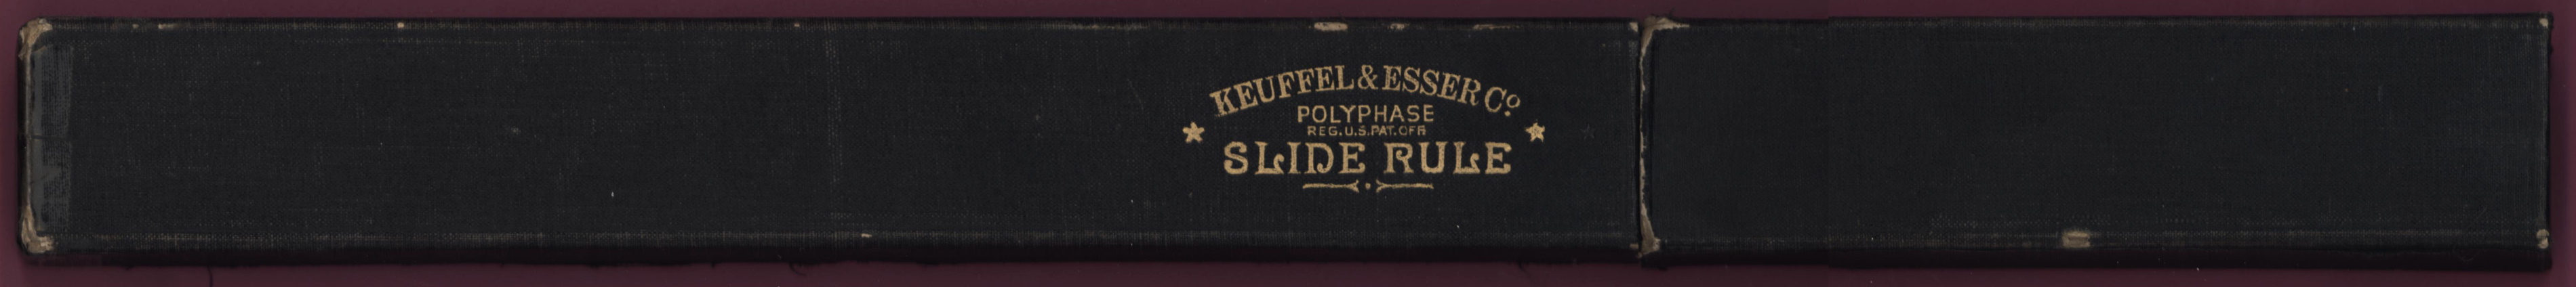 KEUFFEL & ESSER Co.
POLYPHASE
REG. U.S. PAT. OFF.
SLIDE RULE